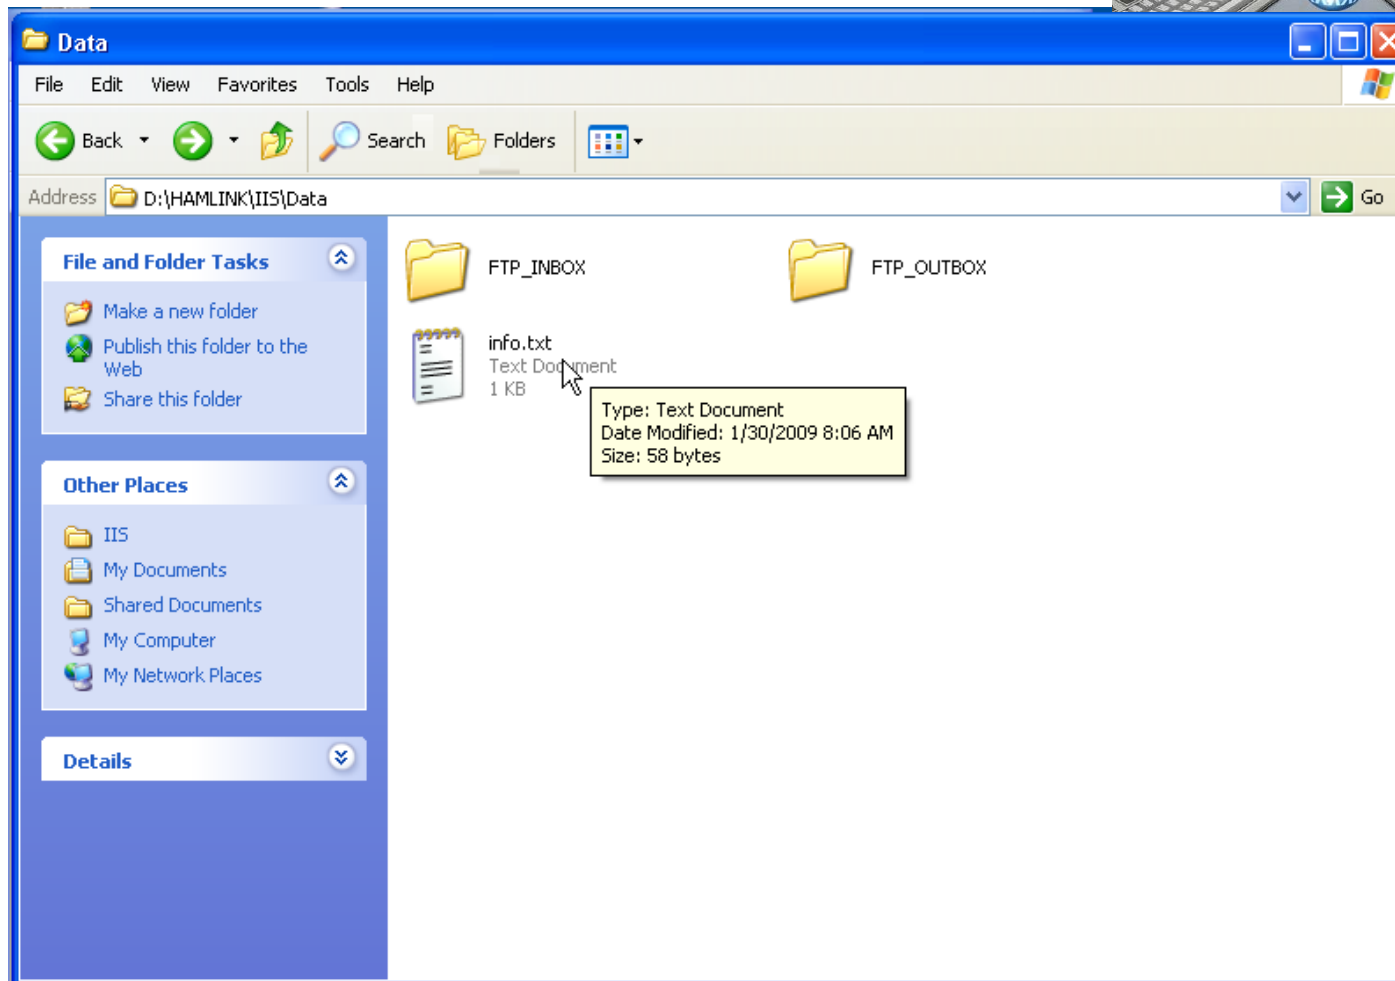 Data
File Edit View Favorites Tools Help
Back Search Folders
Address D:\HAMLINK\IIS\Data Go
File and Folder Tasks
Make a new folder
Publish this folder to the
Web
Share this folder
Other Places
IIS
My Documents
Shared Documents
My Computer
My Network Places
Details
FTP_INBOX FTP_OUTBOX
info.txt
Text Document
1 KB
Type: Text Document
Date Modified: 1/30/2009 8:06 AM
Size: 58 bytes